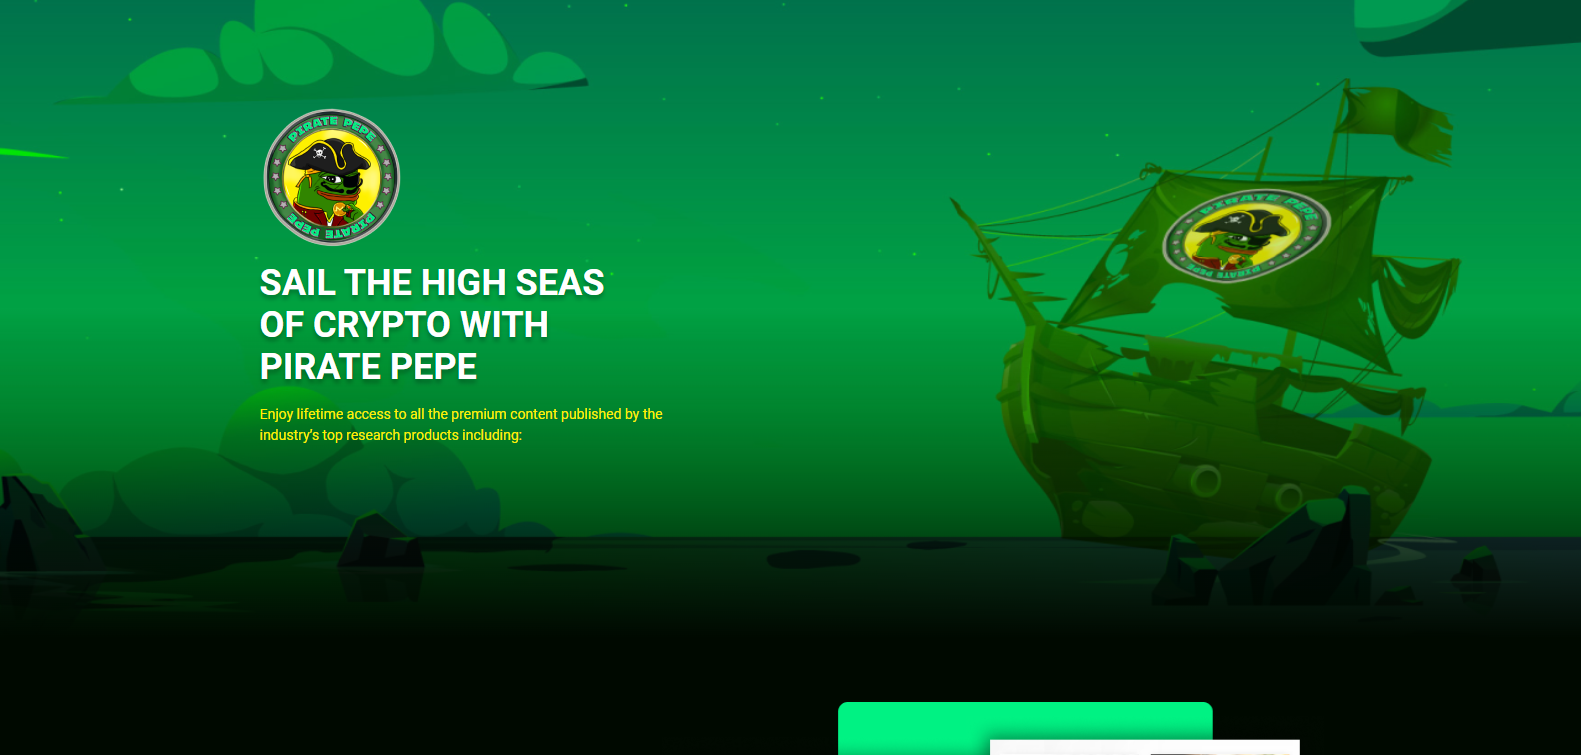 PIRATE PEPE
PIRATE PEPE
SAIL THE HIGH SEAS
OF CRYPTO WITH
PIRATE PEPE
Enjoy lifetime access to all the premium content published by the
industry's top research products including:
PIRATE PEPE
PIRATE PEPE